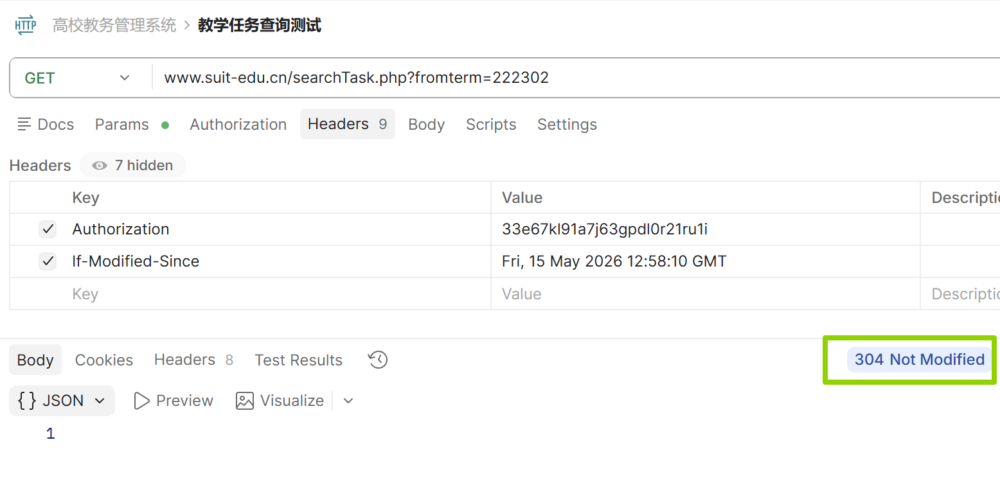 HTTP 高校教务管理系统 > 教学任务查询测试
GET www.suit-edu.cn/searchTask.php?fromterm=222302
Docs Params Authorization Headers 9 Body Scripts Settings
Headers 7 hidden
Key Value Descripti
Authorization 33e67kl91a7j63gpdl0r21ru1i
If-Modified-Since Fri, 15 May 2026 12:58:10 GMT
Key Value Descripti
Body Cookies Headers 8 Test Results 304 Not Modified
{ } JSON Preview Visualize
1